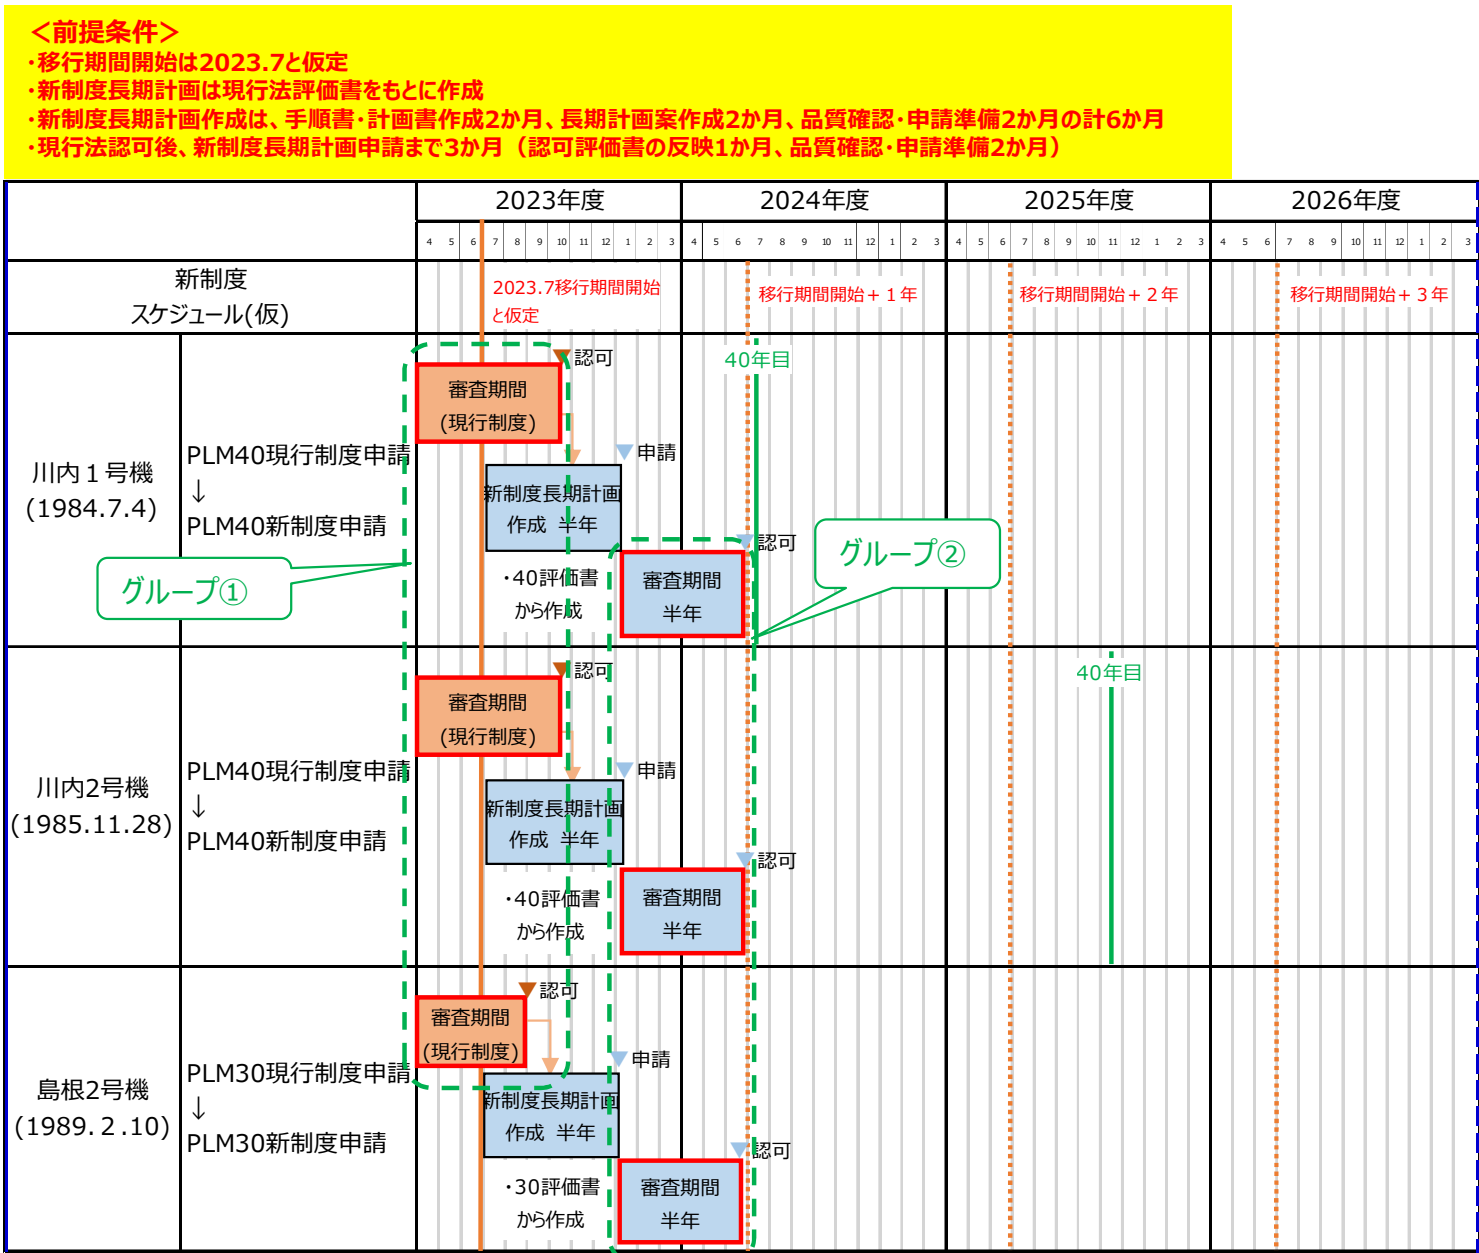 ＜前提条件＞
・移行期間開始は2023.7と仮定
・新制度長期計画は現行法評価書をもとに作成
・新制度長期計画作成は、手順書・計画書作成2か月、長期計画案作成2か月、品質確認・申請準備2か月の計6か月
・現行法認可後、新制度長期計画申請まで3か月（認可評価書の反映1か月、品質確認・申請準備2か月）
2023年度 2024年度 2025年度 2026年度
4 5 6 7 8 9 10 11 12 1 2 3 4 5 6 7 8 9 10 11 12 1 2 3 4 5 6 7 8 9 10 11 12 1 2 3 4 5 6 7 8 9 10 11 12 1 2 3
新制度
スケジュール(仮)
2023.7移行期間開始
と仮定
移行期間開始＋１年
移行期間開始＋２年
移行期間開始＋３年
川内１号機
(1984.7.4)
PLM40現行制度申請
↓
PLM40新制度申請
認可
審査期間
(現行制度)
申請
新制度長期計画
作成 半年
・40評価書
から作成
認可
審査期間
半年
40年目
グループ①
グループ②
川内2号機
(1985.11.28)
PLM40現行制度申請
↓
PLM40新制度申請
認可
審査期間
(現行制度)
申請
新制度長期計画
作成 半年
・40評価書
から作成
認可
審査期間
半年
40年目
島根2号機
(1989.２.10)
PLM30現行制度申請
↓
PLM30新制度申請
認可
審査期間
(現行制度)
申請
新制度長期計画
作成 半年
・30評価書
から作成
認可
審査期間
半年